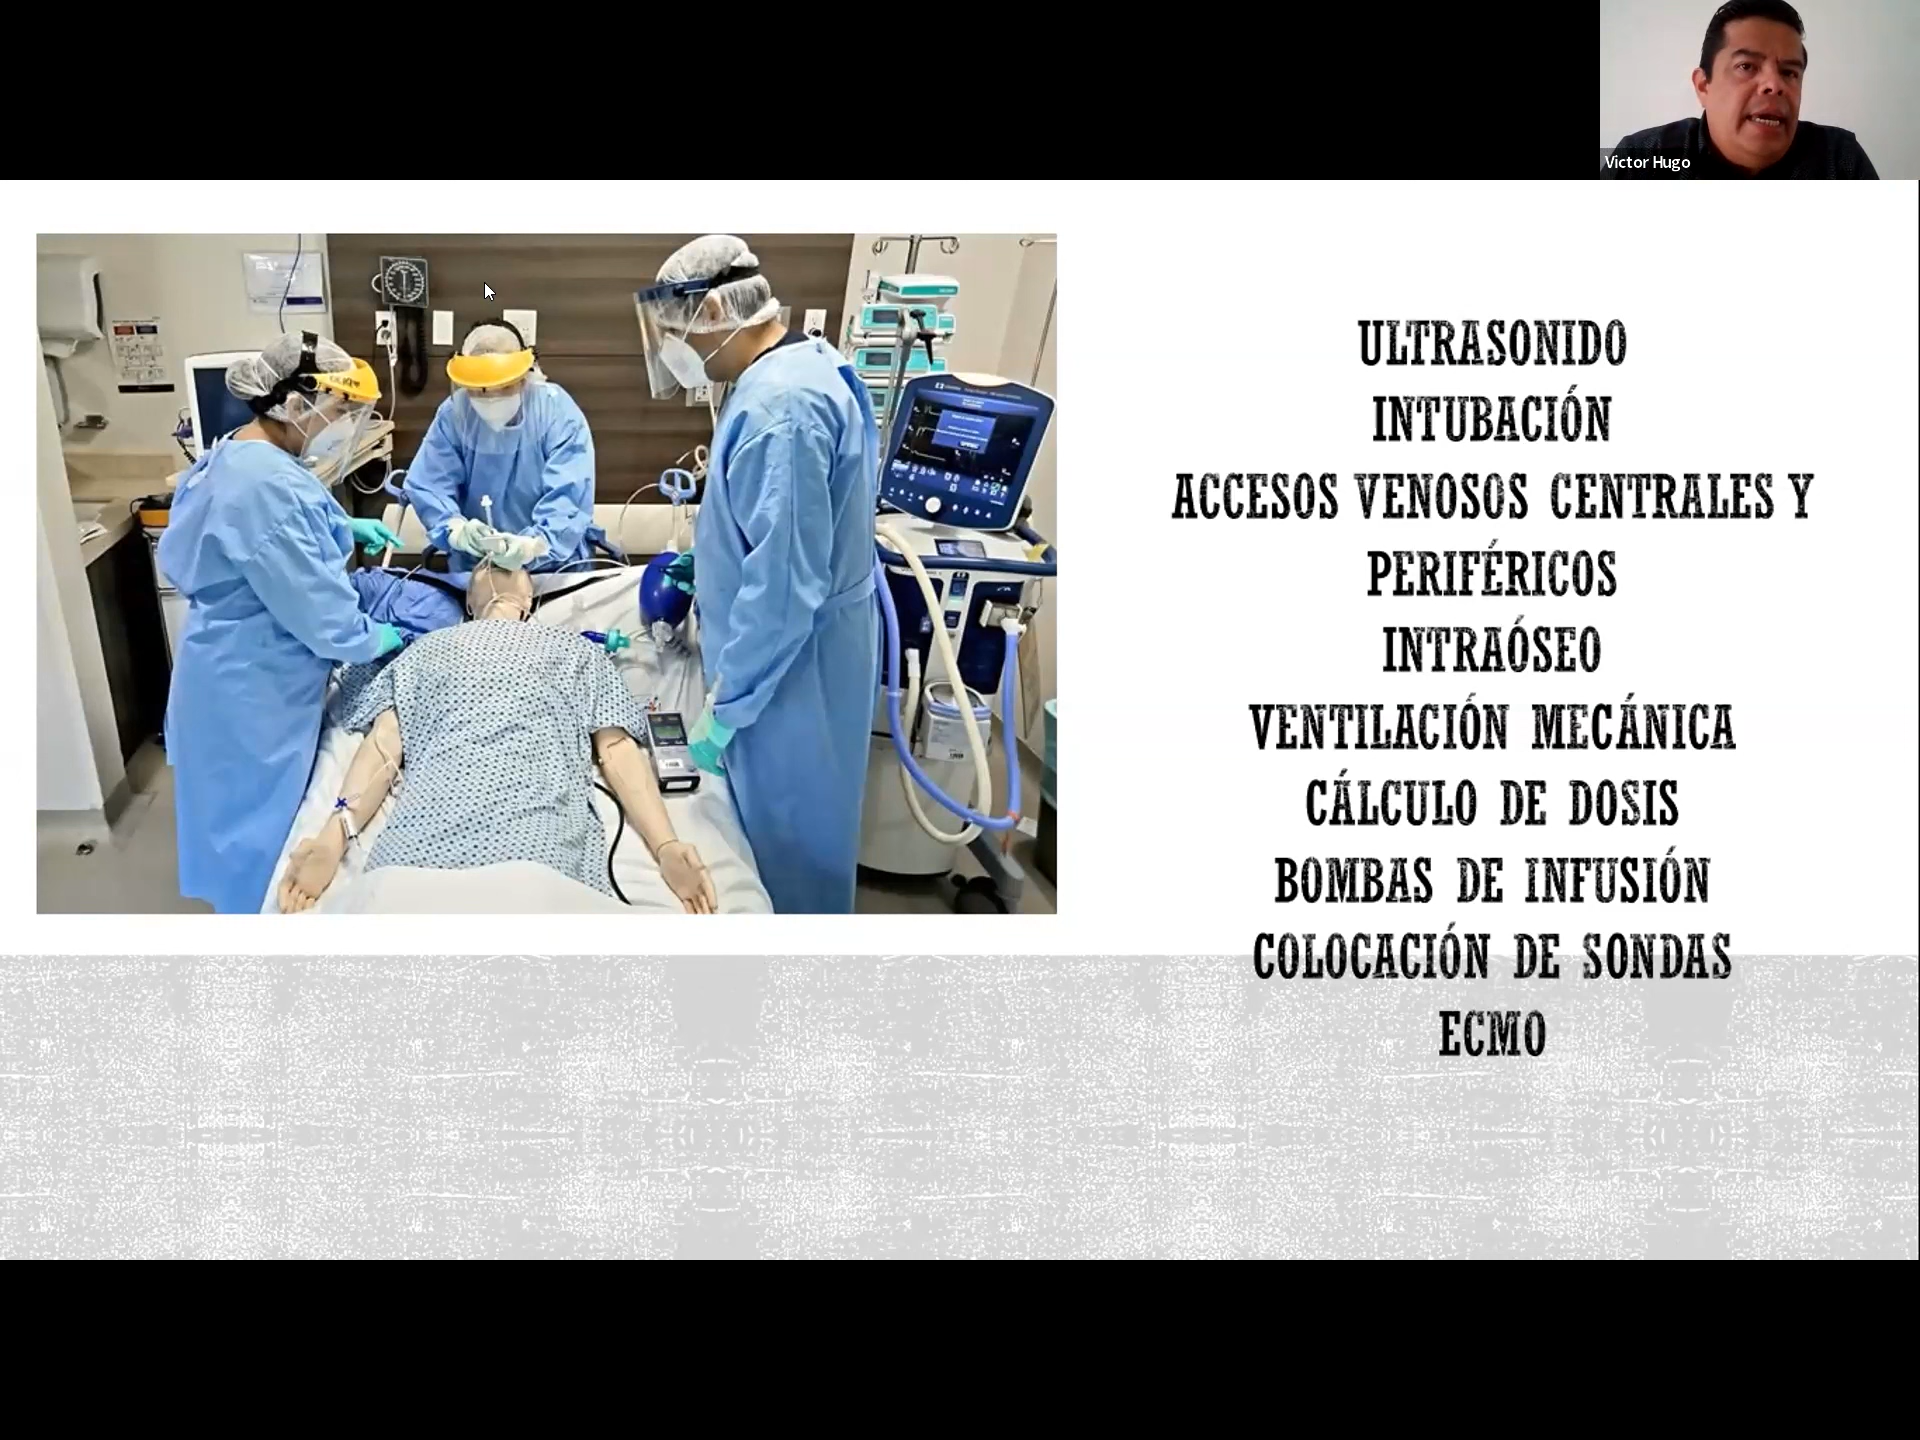 Victor Hugo
ULTRASONIDO
INTUBACIÓN
ACCESOS VENOSOS CENTRALES Y
PERIFÉRICOS
INTRAÓSEO
VENTILACIÓN MECÁNICA
CÁLCULO DE DOSIS
BOMBAS DE INFUSIÓN
COLOCACIÓN DE SONDAS
ECMO